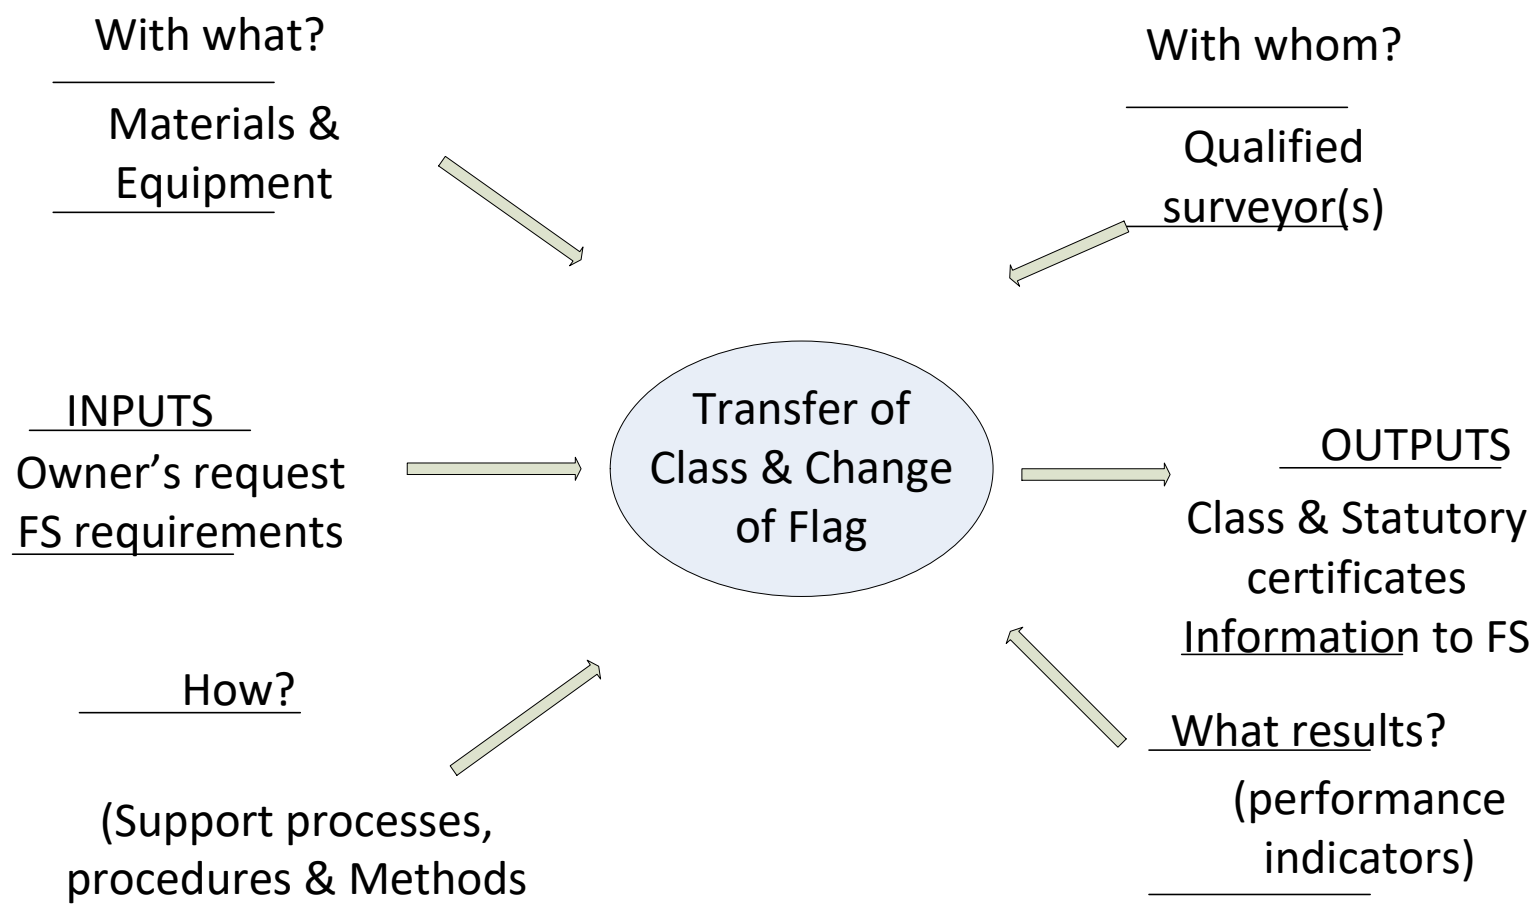 With what?
Materials &
Equipment
With whom?
Qualified
surveyor(s)
INPUTS
Owner’s request
FS requirements
Transfer of
Class & Change
of Flag
OUTPUTS
Class & Statutory
certificates
Information to FS
How?
(Support processes,
procedures & Methods
What results?
(performance
indicators)